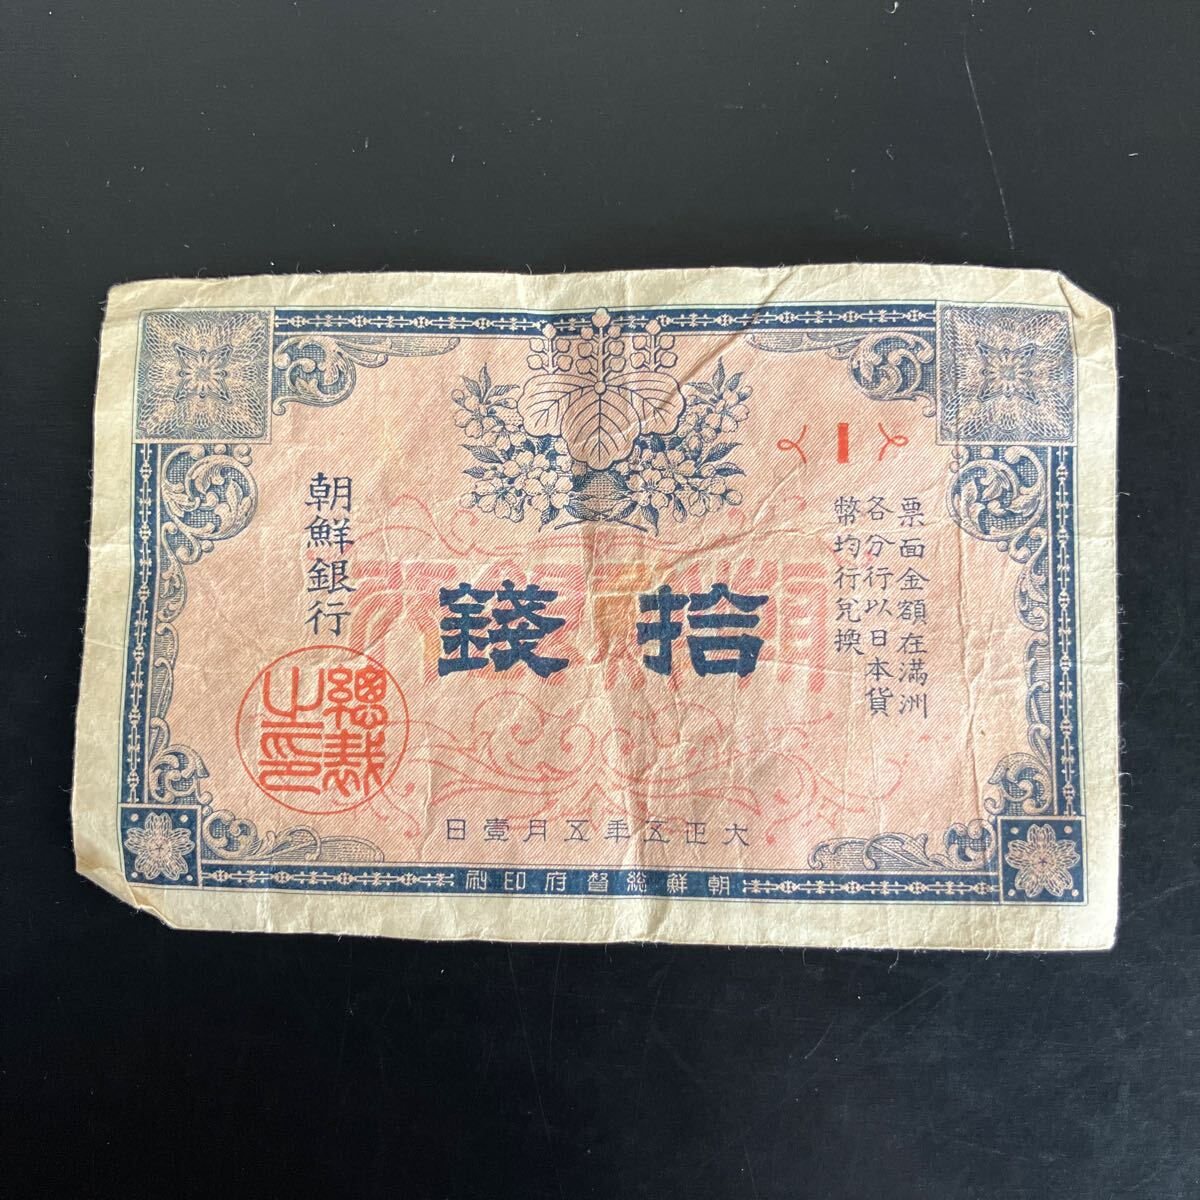 1
票面金額在滿洲
各分行以日本貨
幣均行兌換
拾錢
朝鮮銀行
總裁之印
大正五年五月壹日
朝鮮總督府印刷